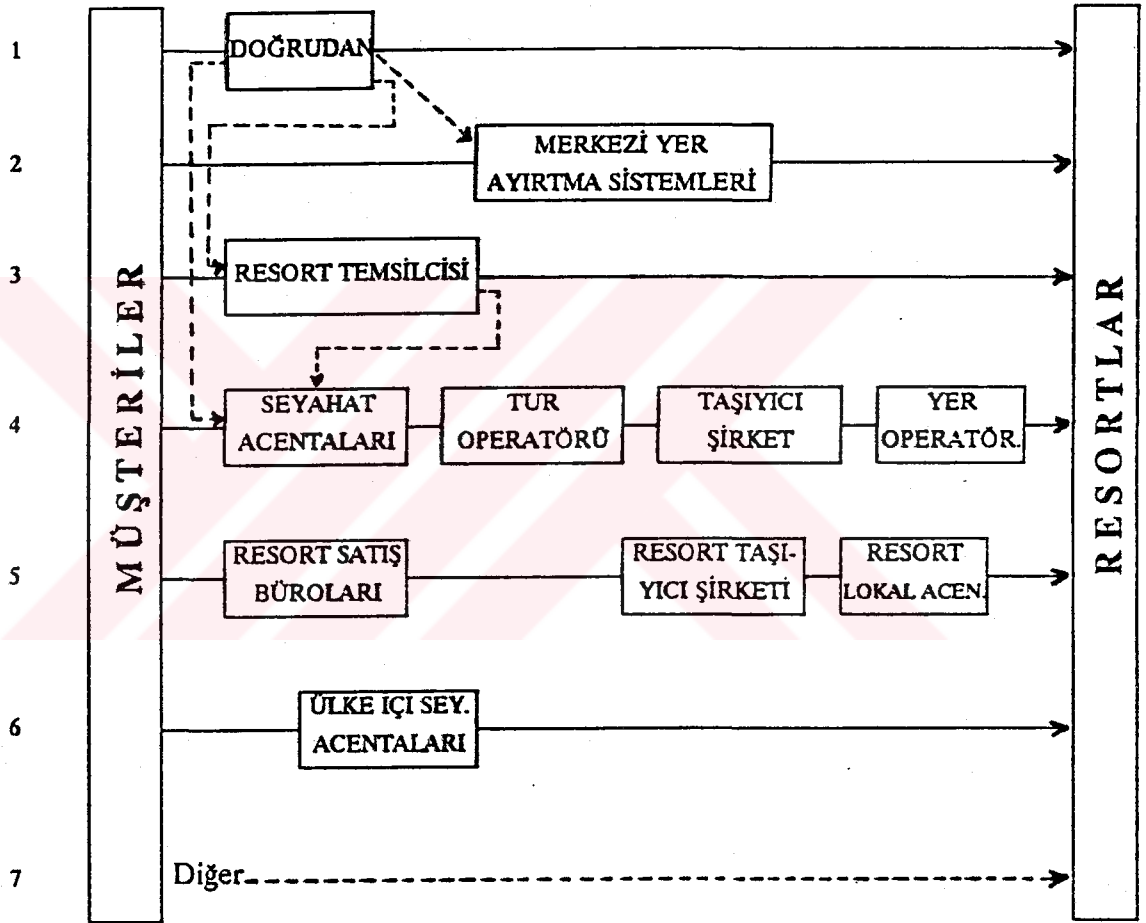 1
DOĞRUDAN
2
MERKEZİ YER
AYIRTMA SİSTEMLERİ
3
RESORT TEMSİLCİSİ
4
SEYAHAT
ACENTALARI
TUR
OPERATÖRÜ
TAŞIYICI
ŞİRKET
YER
OPERATÖR.
5
RESORT SATIŞ
BÜROLARI
RESORT TAŞI-
YICI ŞİRKETİ
RESORT
LOKAL ACEN.
6
ÜLKE IÇI SEY.
ACENTALARI
7
Diğer
MÜŞTERİLER
RESORTLAR